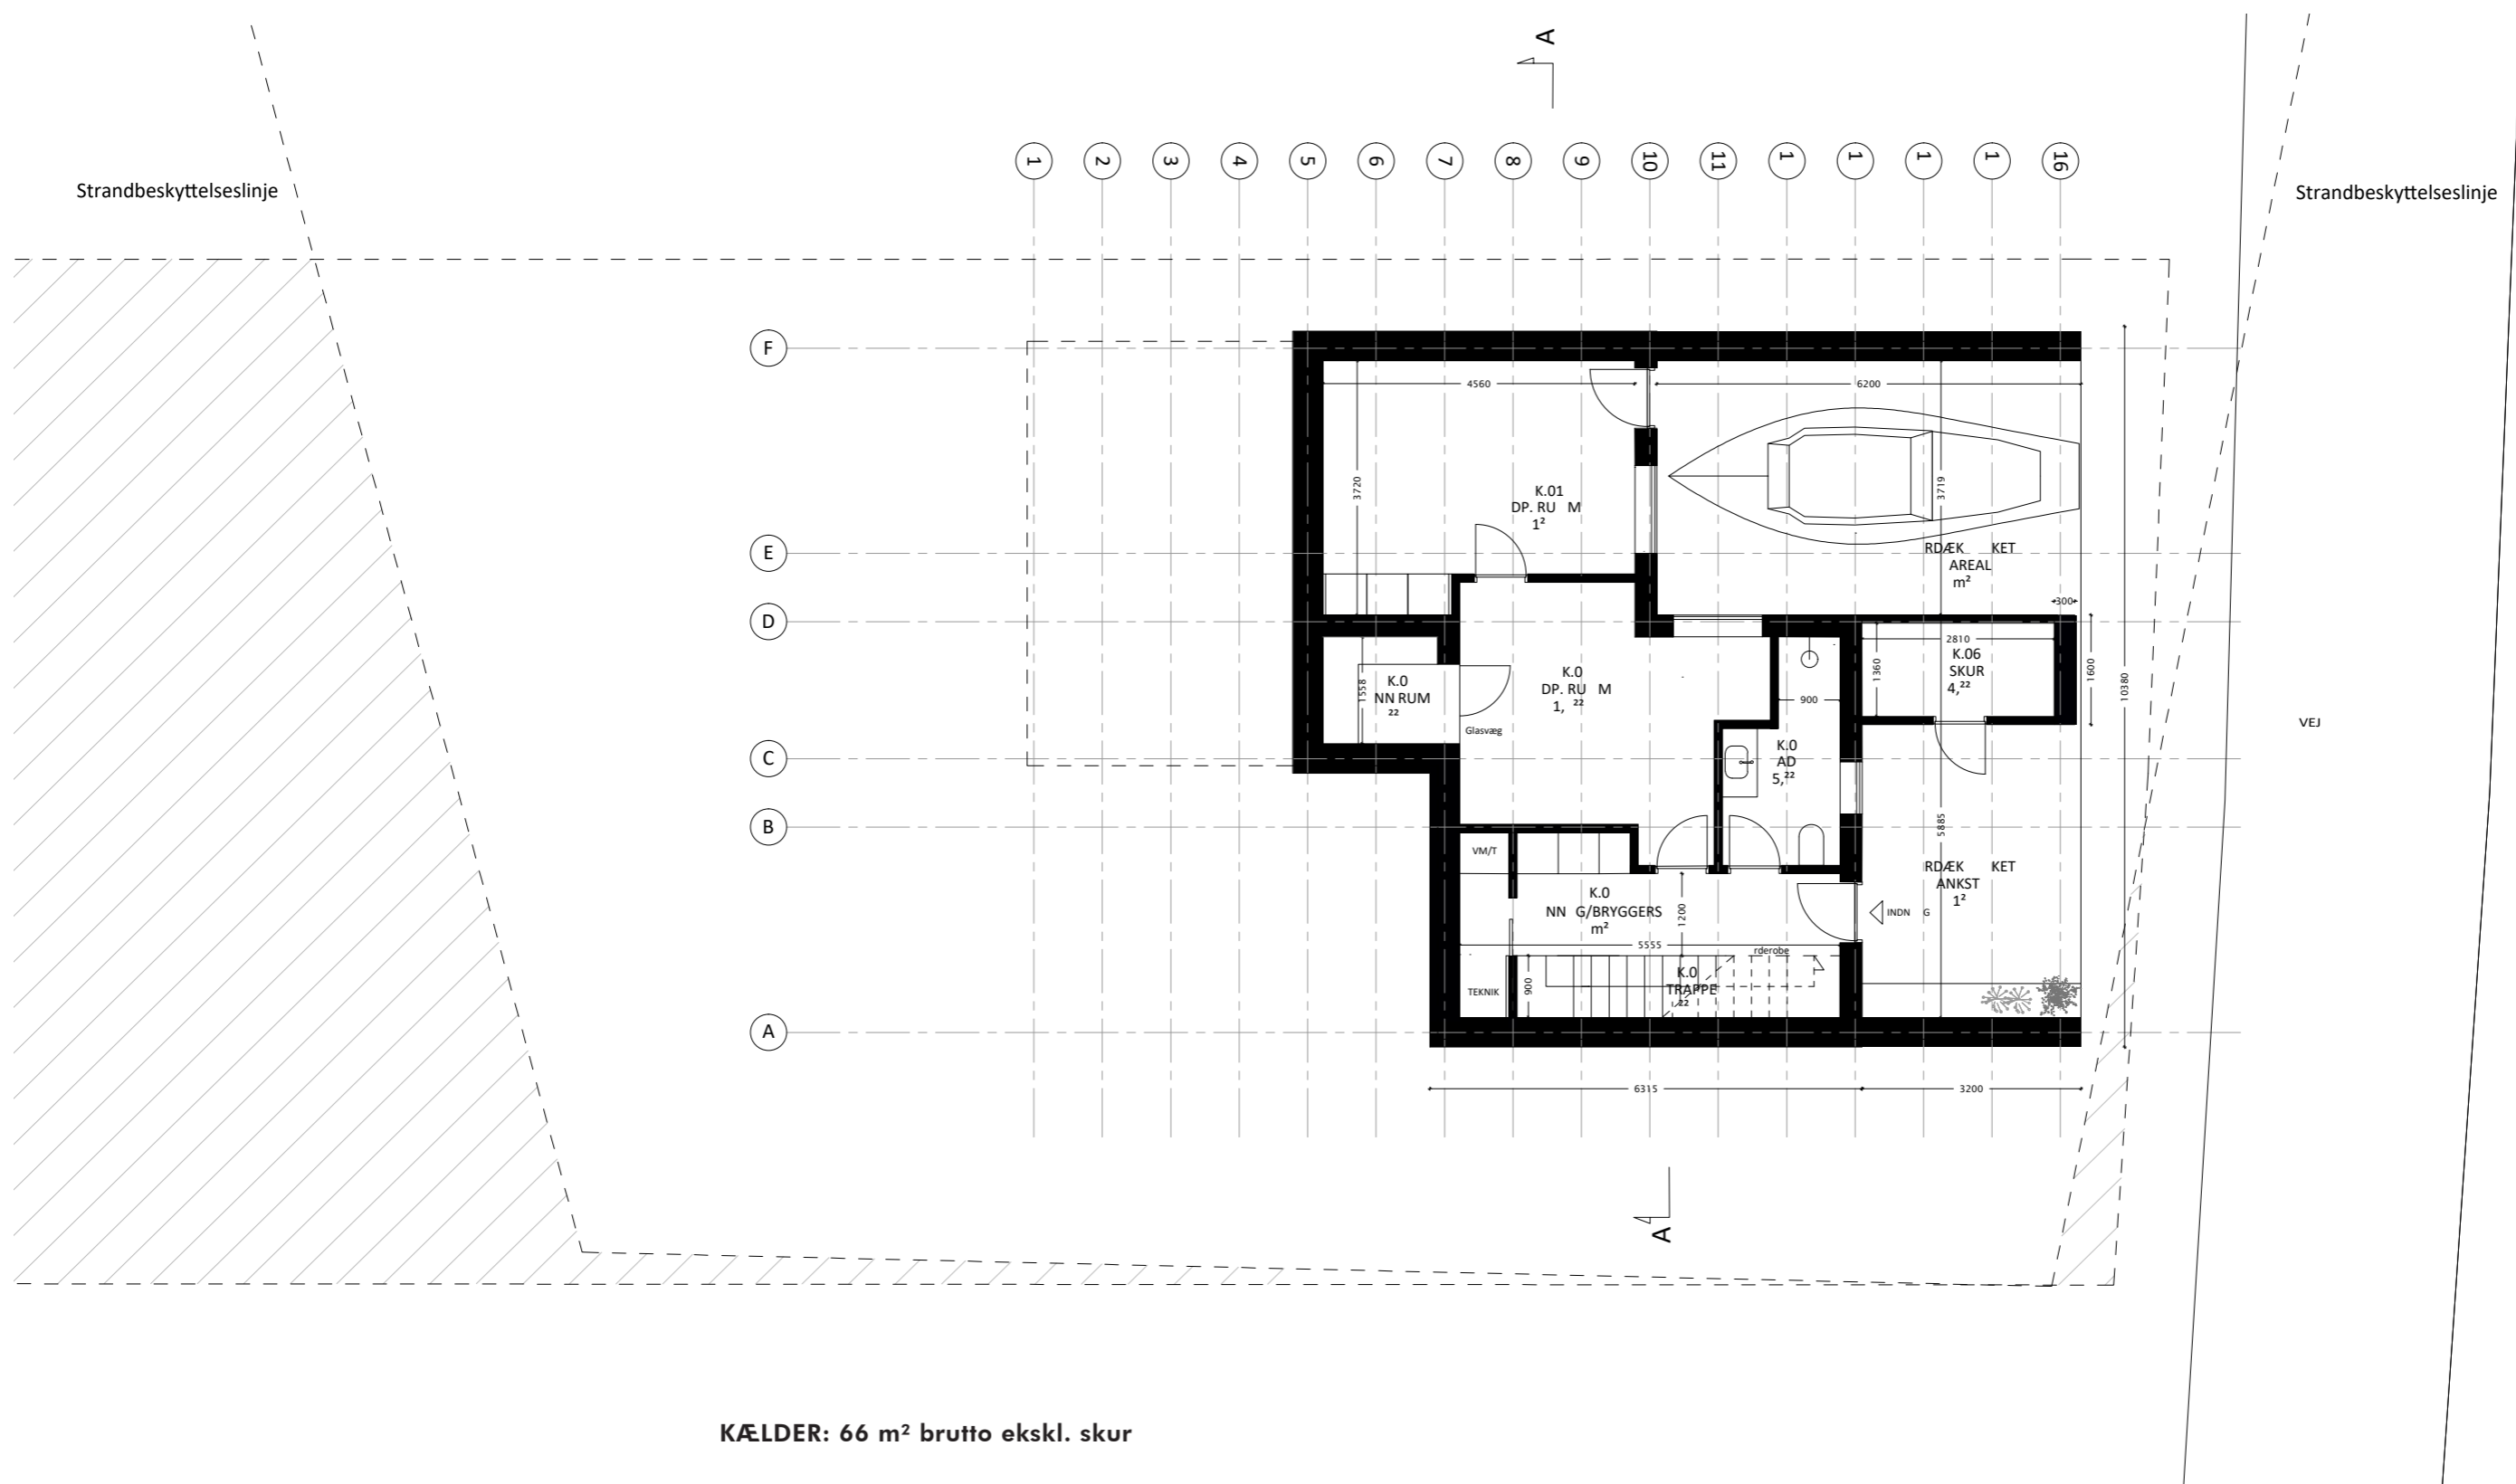 A
1
2
3
4
5
6
7
8
9
10
11
1
1
1
1
16
Strandbeskyttelseslinje
Strandbeskyttelseslinje
F
E
D
C
B
A
4560
6200
3720
3719
K.01
DP. RU M
1²
RDÆK KET
AREAL
m²
300
2810
K.06
SKUR
4,²²
1360
1600
10380
VEJ
K.0
NN RUM
²²
1558
K.0
DP. RU M
1, ²²
Glasvæg
900
K.0
AD
5,²²
5885
VM/T
K.0
NN G/BRYGGERS
m²
1200
RDÆK KET
ANKST
1²
INDN G
5555
rderobe
K.0
TRAPPE
²²
TEKNIK
900
6315
3200
A
KÆLDER: 66 m² brutto ekskl. skur